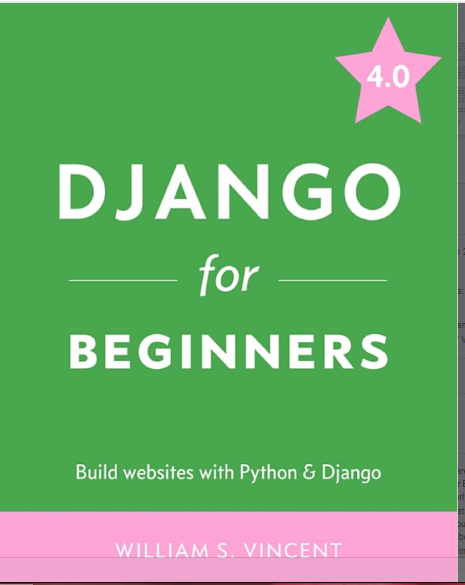 4.0
DJANGO
for
BEGINNERS
Build websites with Python & Django
WILLIAM S. VINCENT